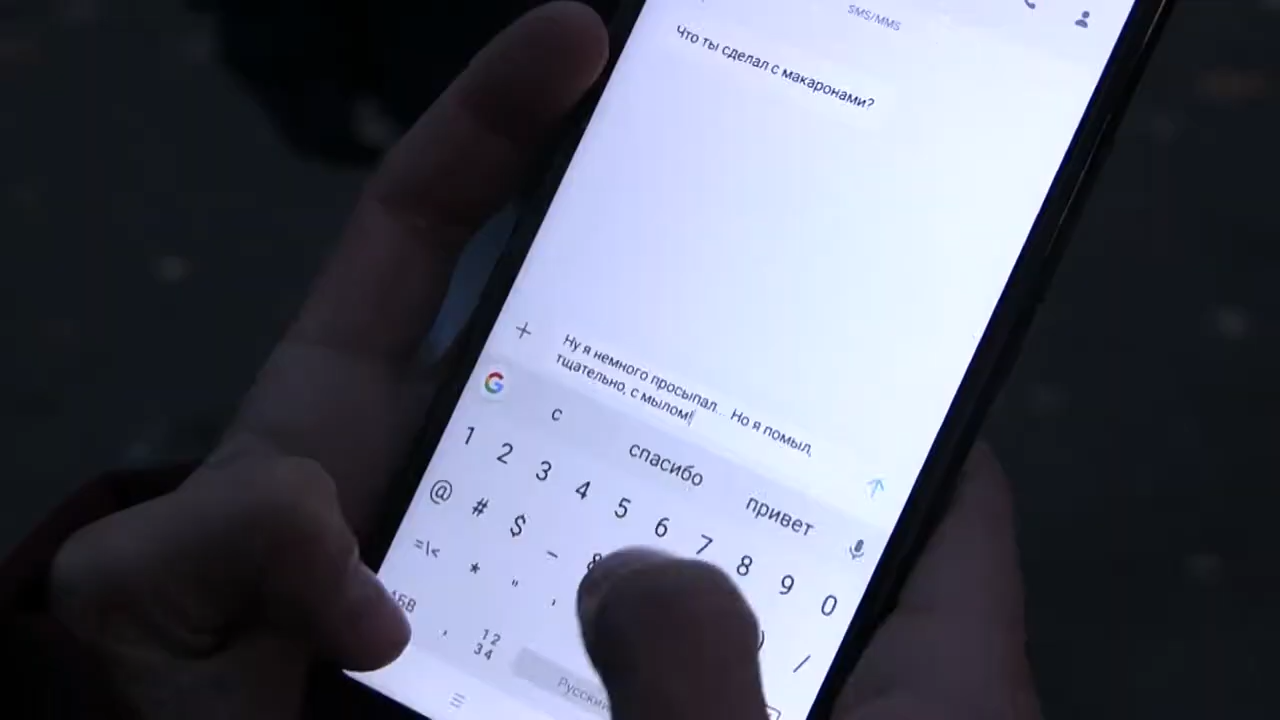 SMS/MMS
Что ты сделал с макаронами?
Ну я немного просыпал... Но я помыл,
тщательно, с мылом!
с спасибо привет
1 2 3 4 5 6 7 8 9 0
@ # $ _ &
=\< * " ' ) /
АБВ , 12 34 Русский